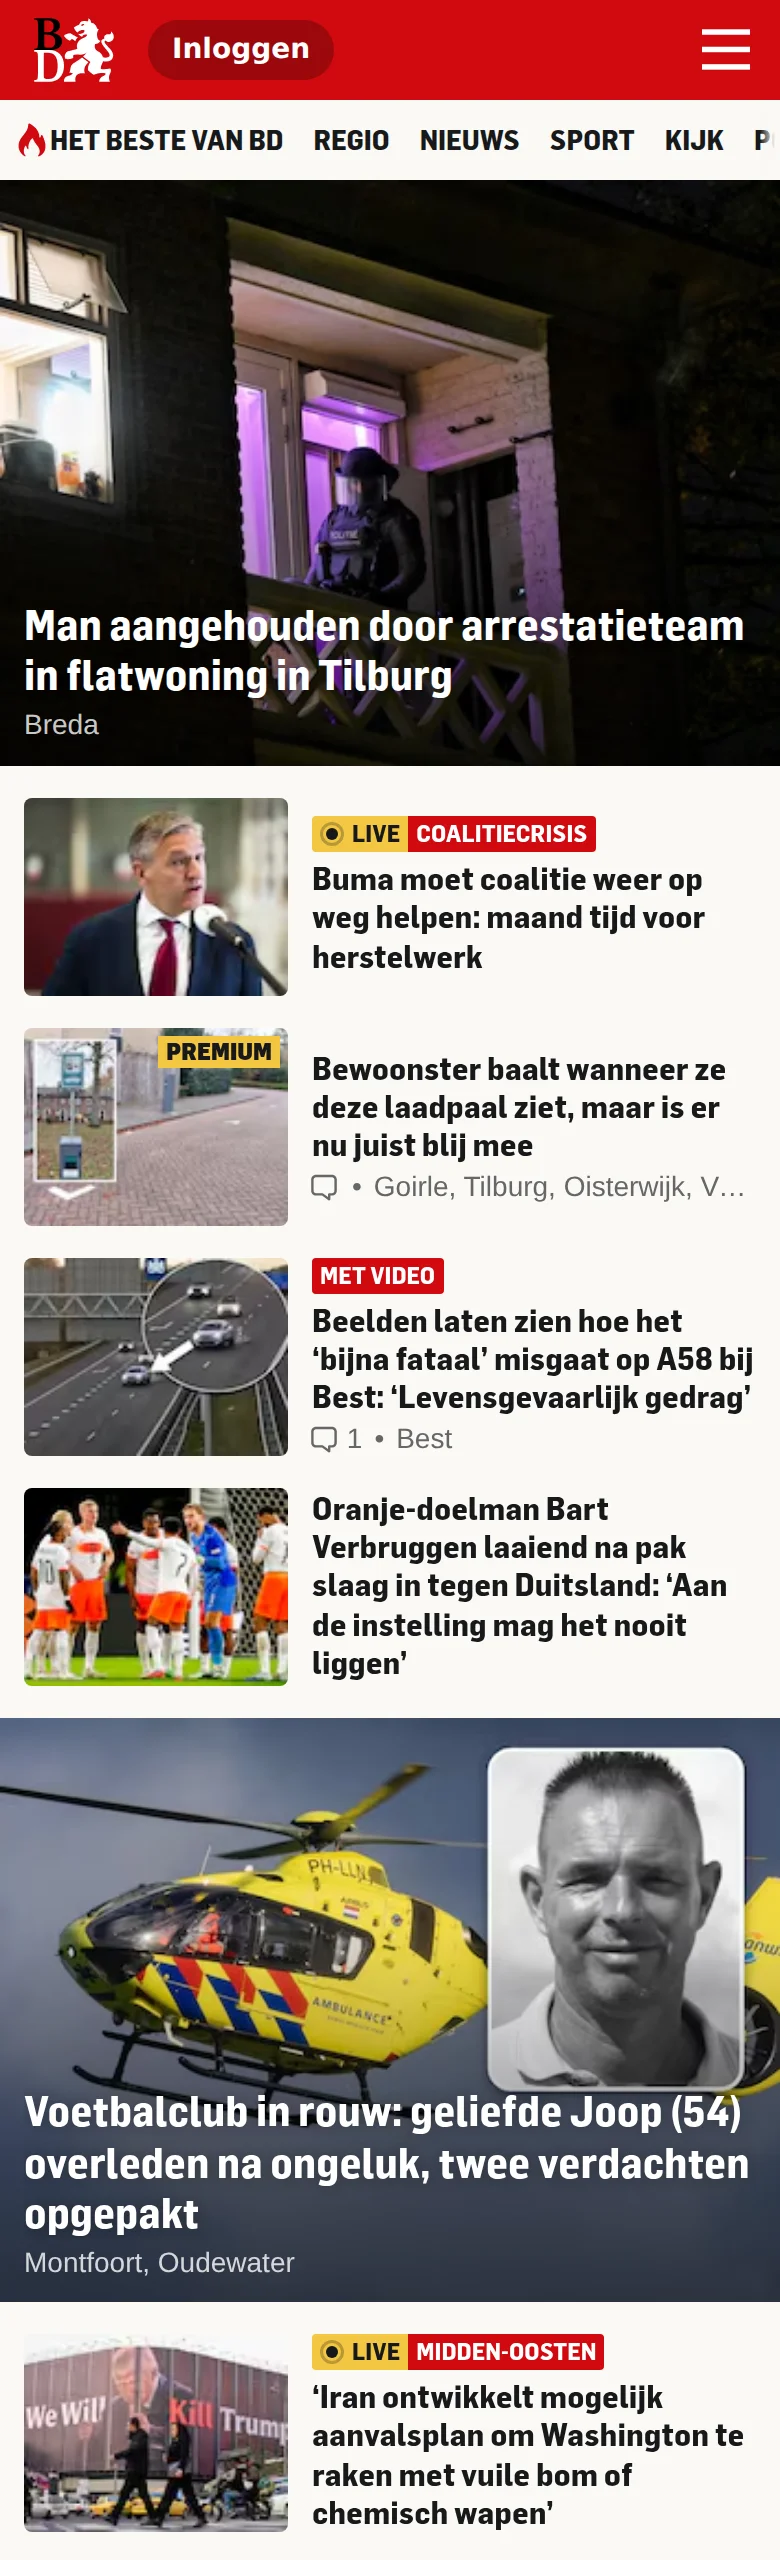 BD
Inloggen
HET BESTE VAN BD REGIO NIEUWS SPORT KIJK
POLITIE
Man aangehouden door arrestatieteam
in flatwoning in Tilburg
Breda
LIVE COALITIECRISIS
Buma moet coalitie weer op
weg helpen: maand tijd voor
herstelwerk
PREMIUM
Bewoonster baalt wanneer ze
deze laadpaal ziet, maar is er
nu juist blij mee
• Goirle, Tilburg, Oisterwijk, V…
MET VIDEO
Beelden laten zien hoe het
‘bijna fataal’ misgaat op A58 bij
Best: ‘Levensgevaarlijk gedrag’
1 • Best
Oranje-doelman Bart
Verbruggen laaiend na pak
slaag in tegen Duitsland: ‘Aan
de instelling mag het nooit
liggen’
PH-LLN
AIRBUS
AMBULANCE
anwb
Voetbalclub in rouw: geliefde Joop (54)
overleden na ongeluk, twee verdachten
opgepakt
Montfoort, Oudewater
We Will Kill Trump
LIVE MIDDEN-OOSTEN
‘Iran ontwikkelt mogelijk
aanvalsplan om Washington te
raken met vuile bom of
chemisch wapen’